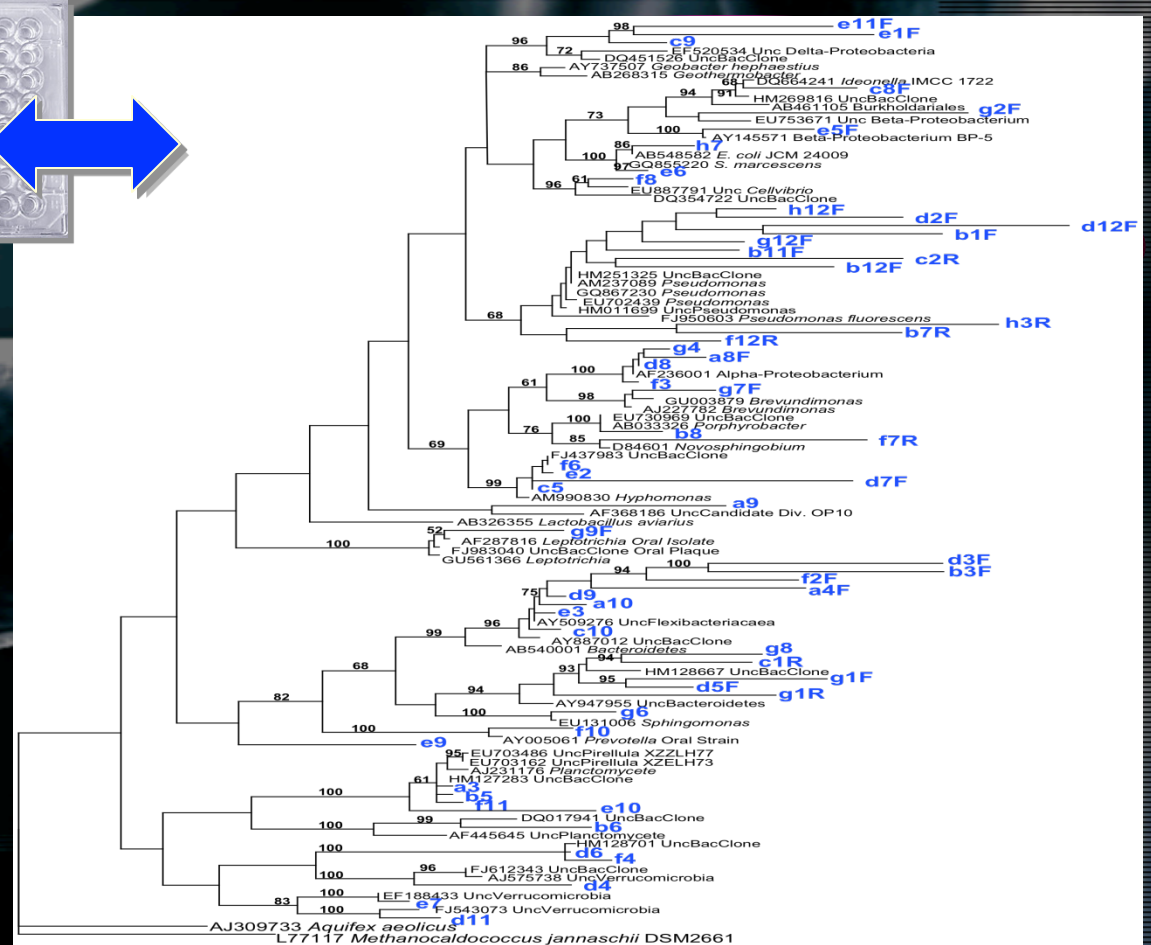 98
e11F
e1F
96
c9
72
EF520534 Unc Delta-Proteobacteria
DQ451526 UncBacClone
AY737507 Geobacter hephaestius
86
AB268315 Geothermobacter
68
DQ664241 Ideonella IMCC 1722
c8F
94
91
HM269816 UncBacClone
AB461105 Burkholdariales
g2F
73
EU753671 Unc Beta-Proteobacterium
100
e5F
AY145571 Beta-Proteobacterium BP-5
86
h7
100
AB548582 E. coli JCM 24009
97
GQ855220 S. marcescens
e6
61
f8
96
EU887791 Unc Cellvibrio
DQ354722 UncBacClone
h12F
d2F
d12F
b1F
g12F
b11F
c2R
b12F
HM251325 UncBacClone
AM237089 Pseudomonas
GQ867230 Pseudomonas
EU702439 Pseudomonas
HM011699 UncPseudomonas
68
FJ950603 Pseudomonas fluorescens
h3R
b7R
f12R
g4
a8F
d8
100
AF236001 Alpha-Proteobacterium
61
f3
g7F
98
GU003879 Brevundimonas
AJ227782 Brevundimonas
100
EU730969 UncBacClone
AB033326 Porphyrobacter
76
b8
85
f7R
D84601 Novosphingobium
69
FJ437983 UncBacClone
f6
e2
99
d7F
c5
AM990830 Hyphomonas
a9
AF368186 UncCandidate Div. OP10
AB326355 Lactobacillus aviarius
52
g9F
100
AF287816 Leptotrichia Oral Isolate
FJ983040 UncBacClone Oral Plaque
GU561366 Leptotrichia
100
d3F
94
b3F
f2F
75
a4F
d9
a10
e3
96
AY509276 UncFlexibacteriacaea
99
c10
AY887012 UncBacClone
AB540001 Bacteroidetes
g8
94
c1R
68
93
HM128667 UncBacClone
95
g1F
d5F
94
g1R
82
AY947955 UncBacteroidetes
100
g6
EU131006 Sphingomonas
100
f10
AY005061 Prevotella Oral Strain
e9
95
EU703486 UncPirellula XZZLH77
EU703162 UncPirellula XZELH73
AJ231176 Planctomycete
61
HM127283 UncBacClone
a3
100
b5
f11
e10
99
DQ017941 UncBacClone
100
b6
AF445645 UncPlanctomycete
100
HM128701 UncBacClone
d6
f4
96
FJ612343 UncBacClone
100
AJ575738 UncVerrucomicrobia
d4
100
EF188433 UncVerrucomicrobia
83
e7
100
FJ543073 UncVerrucomicrobia
d11
AJ309733 Aquifex aeolicus
L77117 Methanocaldococcus jannaschii DSM2661